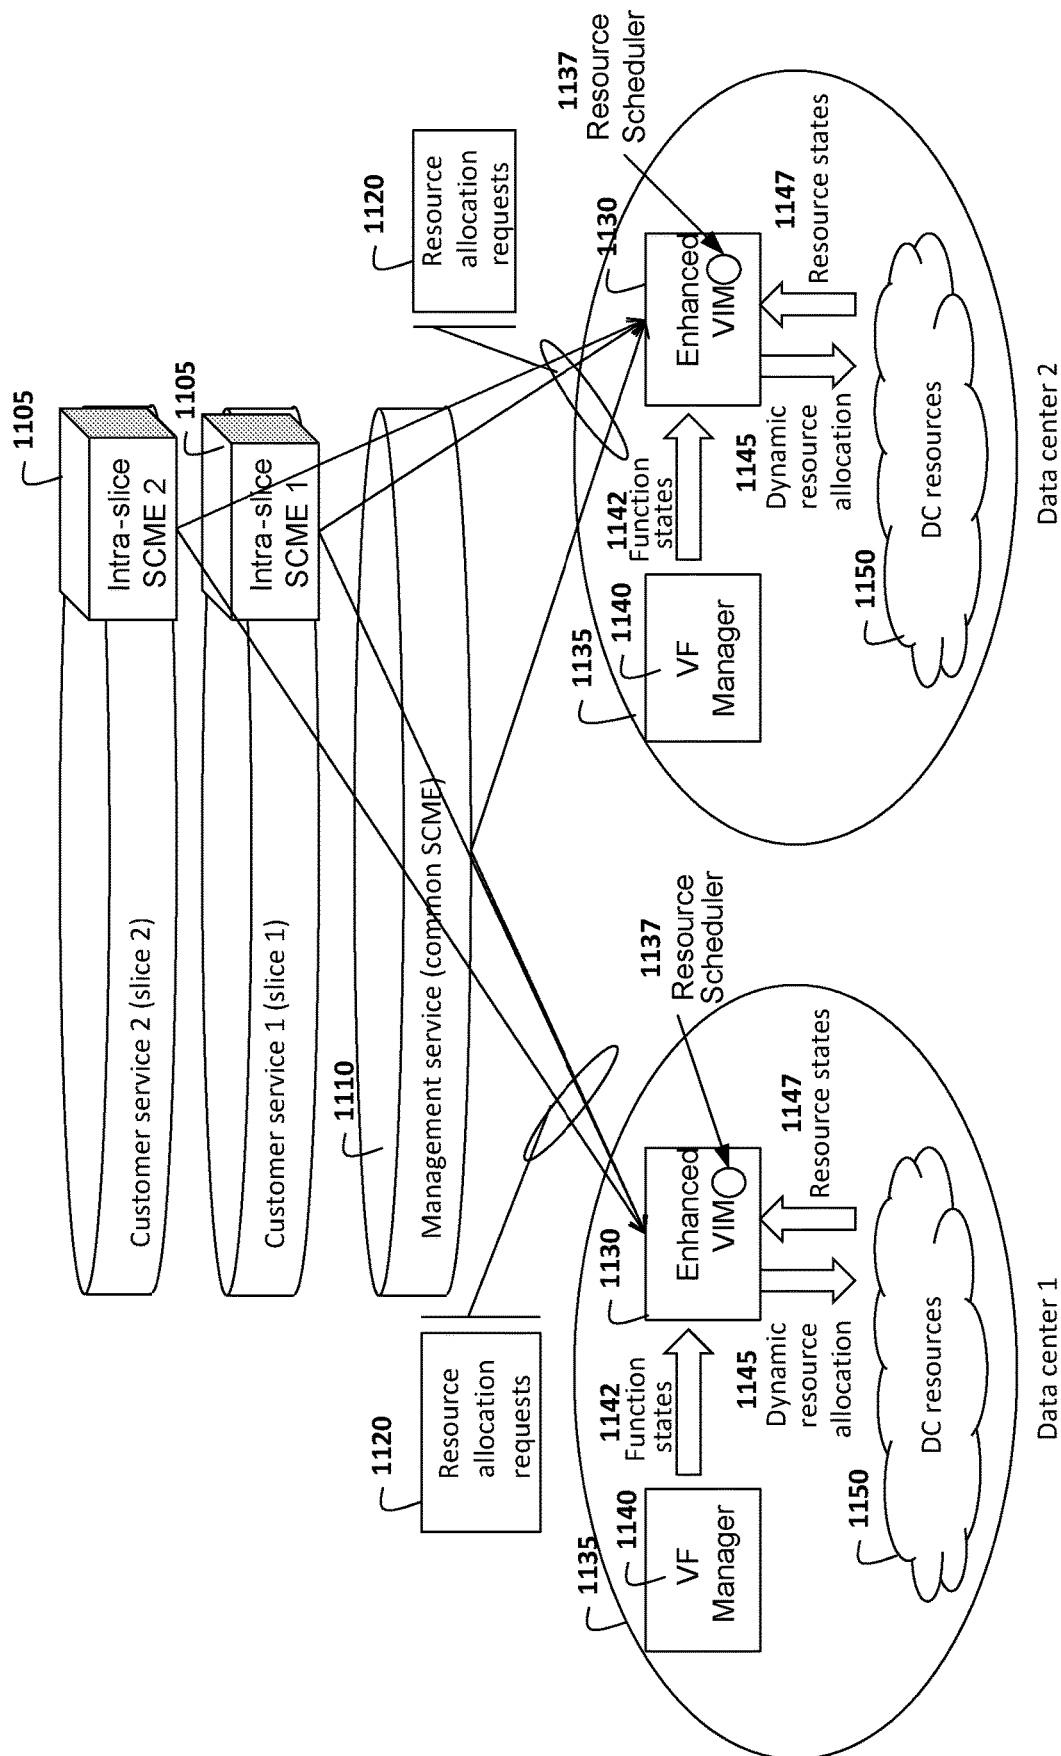 1105
Intra-slice
SCME 2
Customer service 2 (slice 2)
1105
Intra-slice
SCME 1
Customer service 1 (slice 1)
1110
Management service (common SCME)
1120
Resource
allocation
requests
1120
Resource
allocation
requests
1135
1140
VF
Manager
1142
Function
states
1130
Enhanced
VIM
1137
Resource
Scheduler
1145
Dynamic
resource
allocation
1147
Resource states
1150
DC resources
Data center 1
1135
1140
VF
Manager
1142
Function
states
1130
Enhanced
VIM
1137
Resource
Scheduler
1145
Dynamic
resource
allocation
1147
Resource states
1150
DC resources
Data center 2